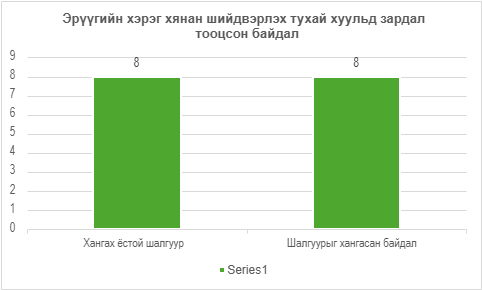 Эрүүгийн хэрэг хянан шийдвэрлэх тухай хуульд зардал
тооцсон байдал
9
8
7
6
5
4
3
2
1
0
8
8
Хангах ёстой шалгуур
Шалгуурыг хангасан байдал
Series1